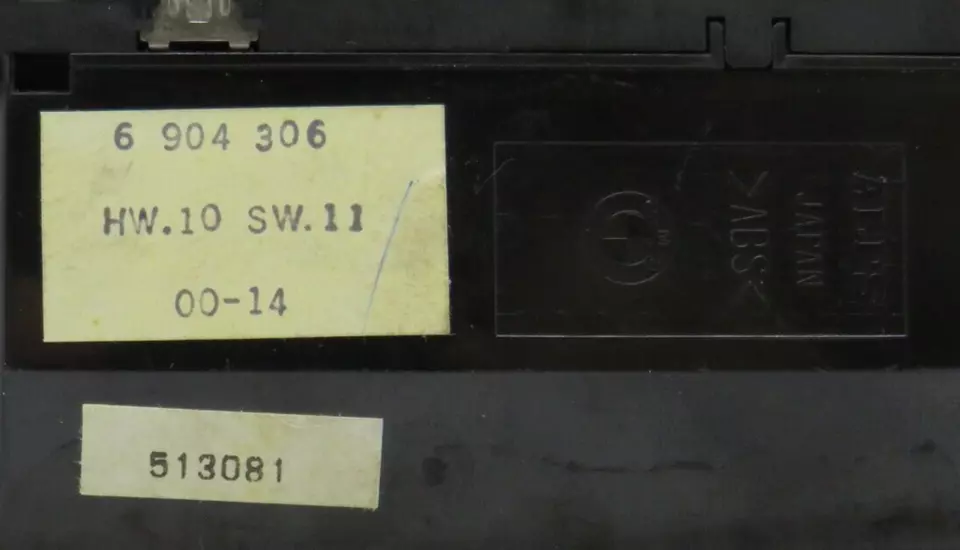 6 904 306
HW.10 SW.11
00-14
513081
JAPAN
>ABS<